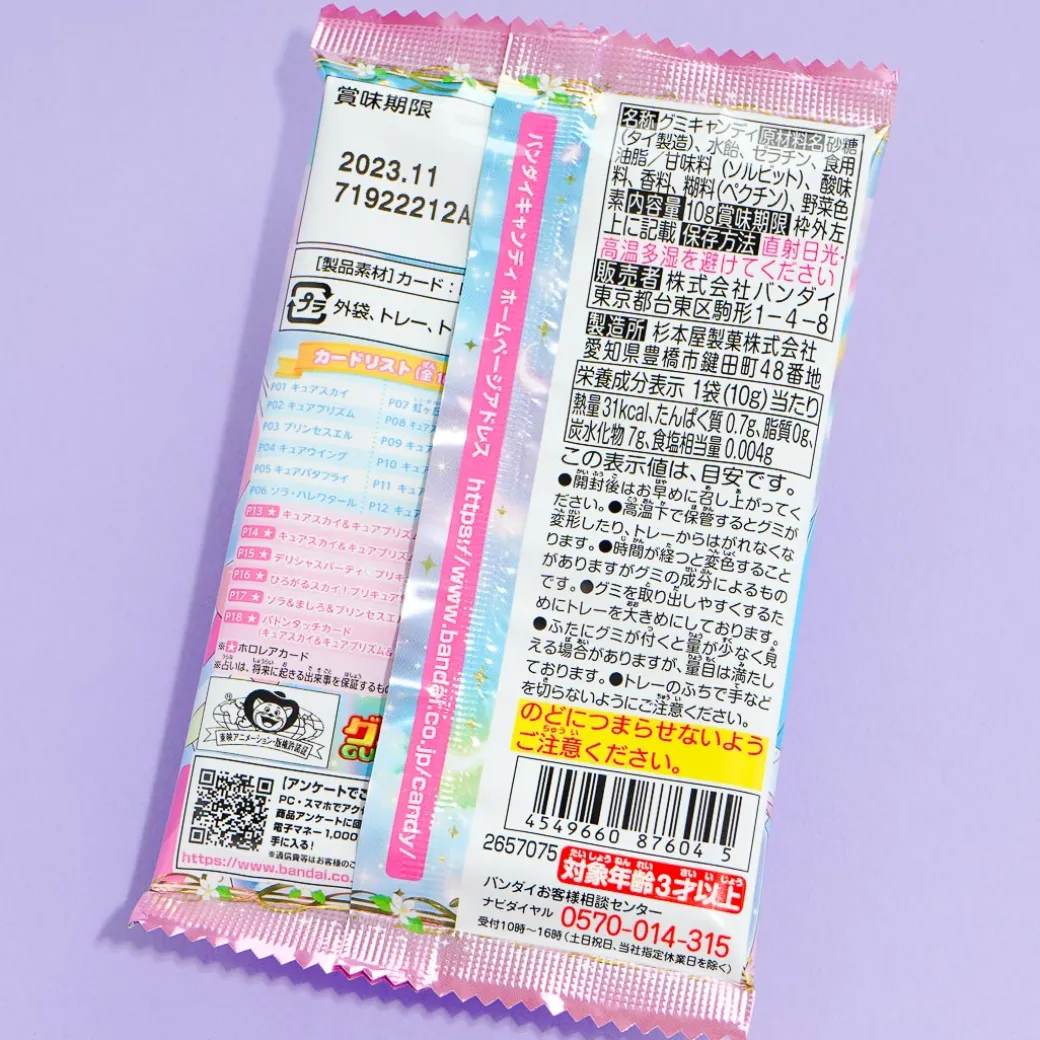 賞味期限
2023.11
71922212A
[製品素材]カード：
プラ
外袋、トレー、ト
カードリスト(全1
P01 キュアスカイ
P02 キュアプリズム
P03 プリンセスエル
P04 キュアウイング
P05 キュアバタフライ
P06 ソラ・ハレワタール
P07 虹ヶ
P08 キュア
P09 キュ
P10 キュ
P11 キュ
P12 キュア
P13 ★ キュアスカイ&キュアプリズム
P14 ★ キュアスカイ&キュアプリ
P15 ★ デリシャスパーティ♡プリキ
P16 ★ ひろがるスカイ！プリキュア
P17 ★ ソラ&ましろ&プリンセスエ
P18 ★ バトンタッチカード
(キュアスカイ&キュアプリズム&
※★ホロレアカード
※占いは、将来に起きる出来事を保証するもの
東映アニメーション・版権許諾証
グ
GU
[アンケートでご
PC・スマホでアク
商品アンケートに回
電子マネー1,000
手に入る！
※通信費等はお客様のご
https://www.bandai.co.
バンダイキャンディ ホームページアドレス https://www.bandai.co.jp/candy/
名称 グミキャンディ 原材料名 砂糖
(タイ製造)、水飴、ゼラチン、食用
油脂／甘味料(ソルビット)、酸味
料、香料、糊料(ペクチン)、野菜色
素 内容量 10g 賞味期限 枠外左
上に記載 保存方法 直射日光・
高温多湿を避けてください
販売者 株式会社バンダイ
東京都台東区駒形1-4-8
製造所 杉本屋製菓株式会社
愛知県豊橋市鍵田町48番地
栄養成分表示 1袋(10g)当たり
熱量 31kcal、たんぱく質 0.7g、脂質 0g、
炭水化物 7g、食塩相当量 0.004g
この表示値は、目安です。
●開封後はお早めに召し上がってく
ださい。●高温下で保管するとグミが
変形したり、トレーからはがれなくな
ります。●時間が経つと変色すること
がありますがグミの成分によるもの
です。●グミを取り出しやすくするた
めにトレーを大きめにしております。
●ふたにグミが付くと量が少なく見
える場合がありますが、量目は満たし
ております。●トレーのふちで手など
を切らないようにご注意ください。
のどにつまらせないよう
ご注意ください。
4549660 87604 5
2657075
対象年齢3才以上
バンダイお客様相談センター
ナビダイヤル 0570-014-315
受付10時～16時(土日祝日、当社指定休業日を除く)